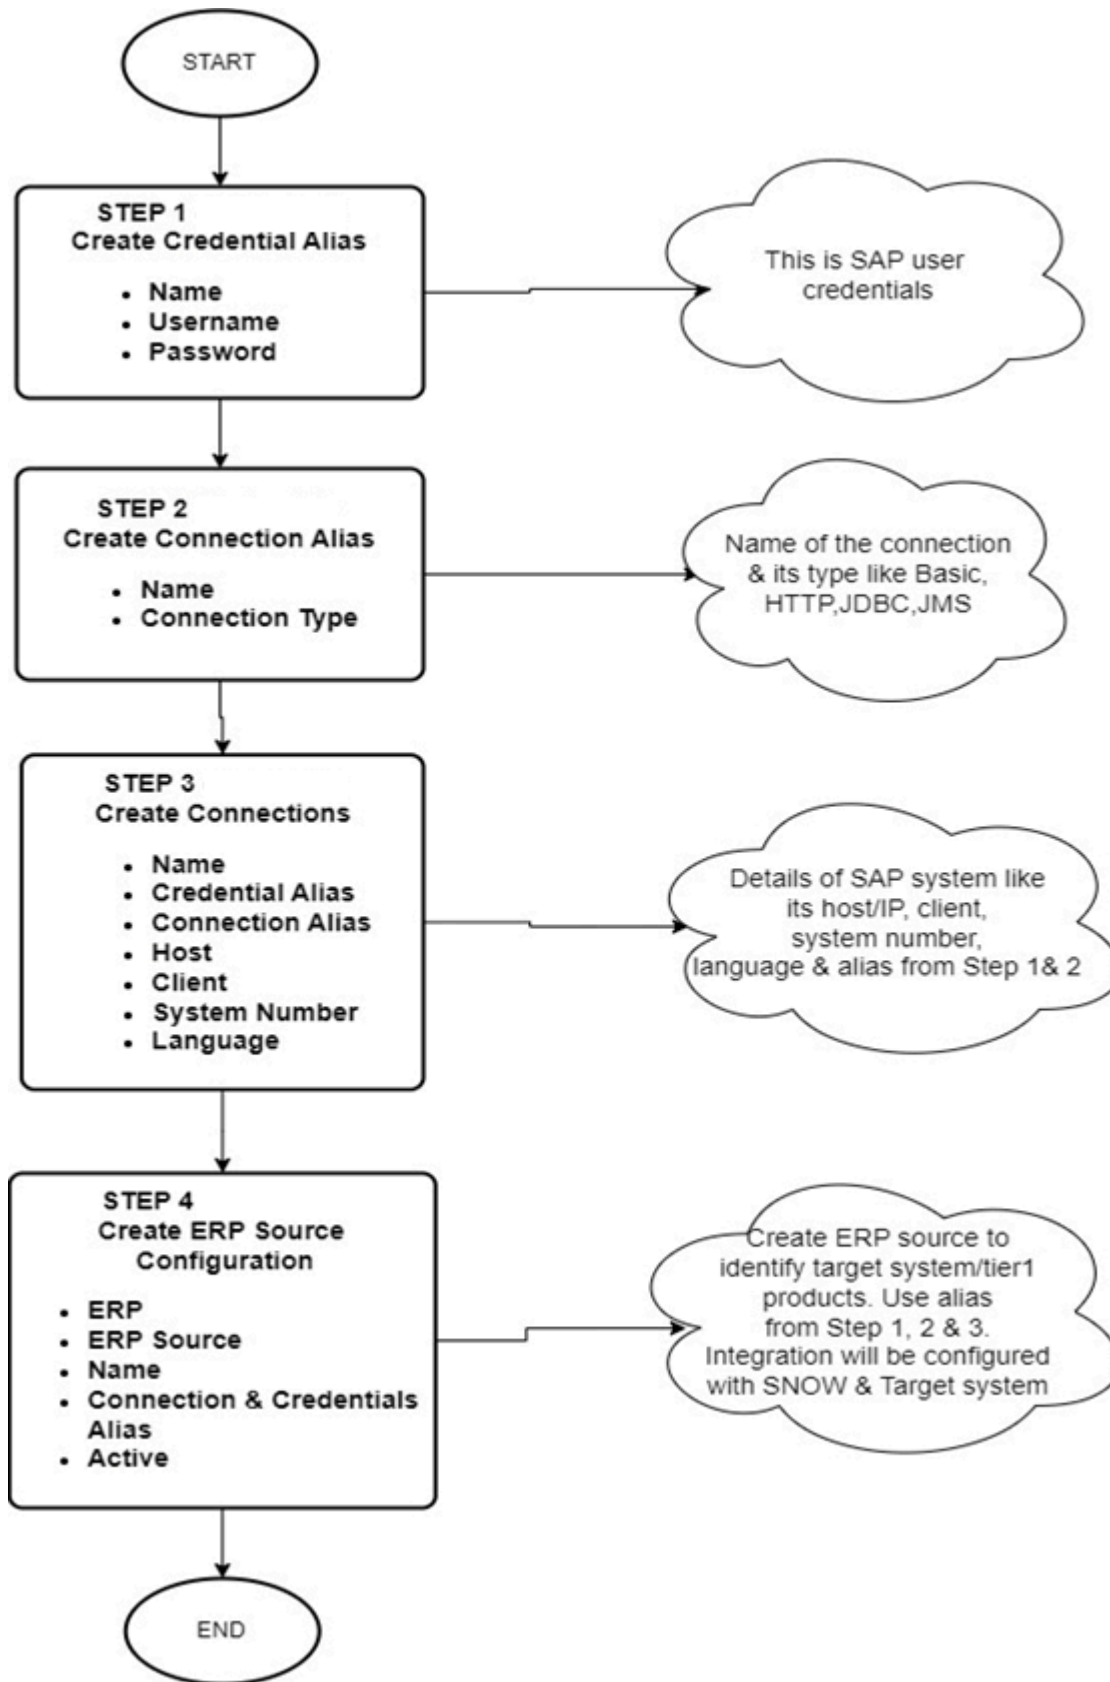 START
STEP 1
Create Credential Alias
• Name
• Username
• Password
This is SAP user
credentials
STEP 2
Create Connection Alias
• Name
• Connection Type
Name of the connection
& its type like Basic,
HTTP,JDBC,JMS
STEP 3
Create Connections
• Name
• Credential Alias
• Connection Alias
• Host
• Client
• System Number
• Language
Details of SAP system like
its host/IP, client,
system number,
language & alias from Step 1& 2
STEP 4
Create ERP Source
Configuration
• ERP
• ERP Source
• Name
• Connection & Credentials
Alias
• Active
Create ERP source to
identify target system/tier1
products. Use alias
from Step 1, 2 & 3.
Integration will be configured
with SNOW & Target system
END